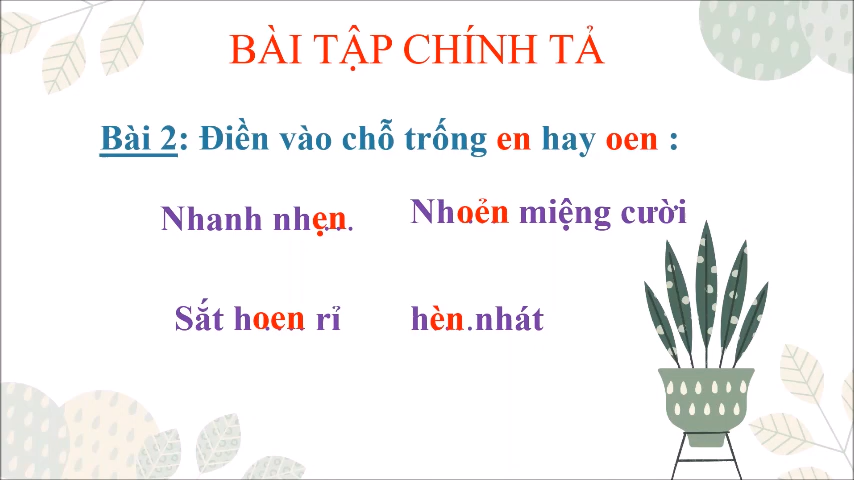 BÀI TẬP CHÍNH TẢ
Bài 2: Điền vào chỗ trống en hay oen :
Nhanh nhẹn...
Nhoẻn miệng cười
Sắt hoen rỉ
hèn.nhát